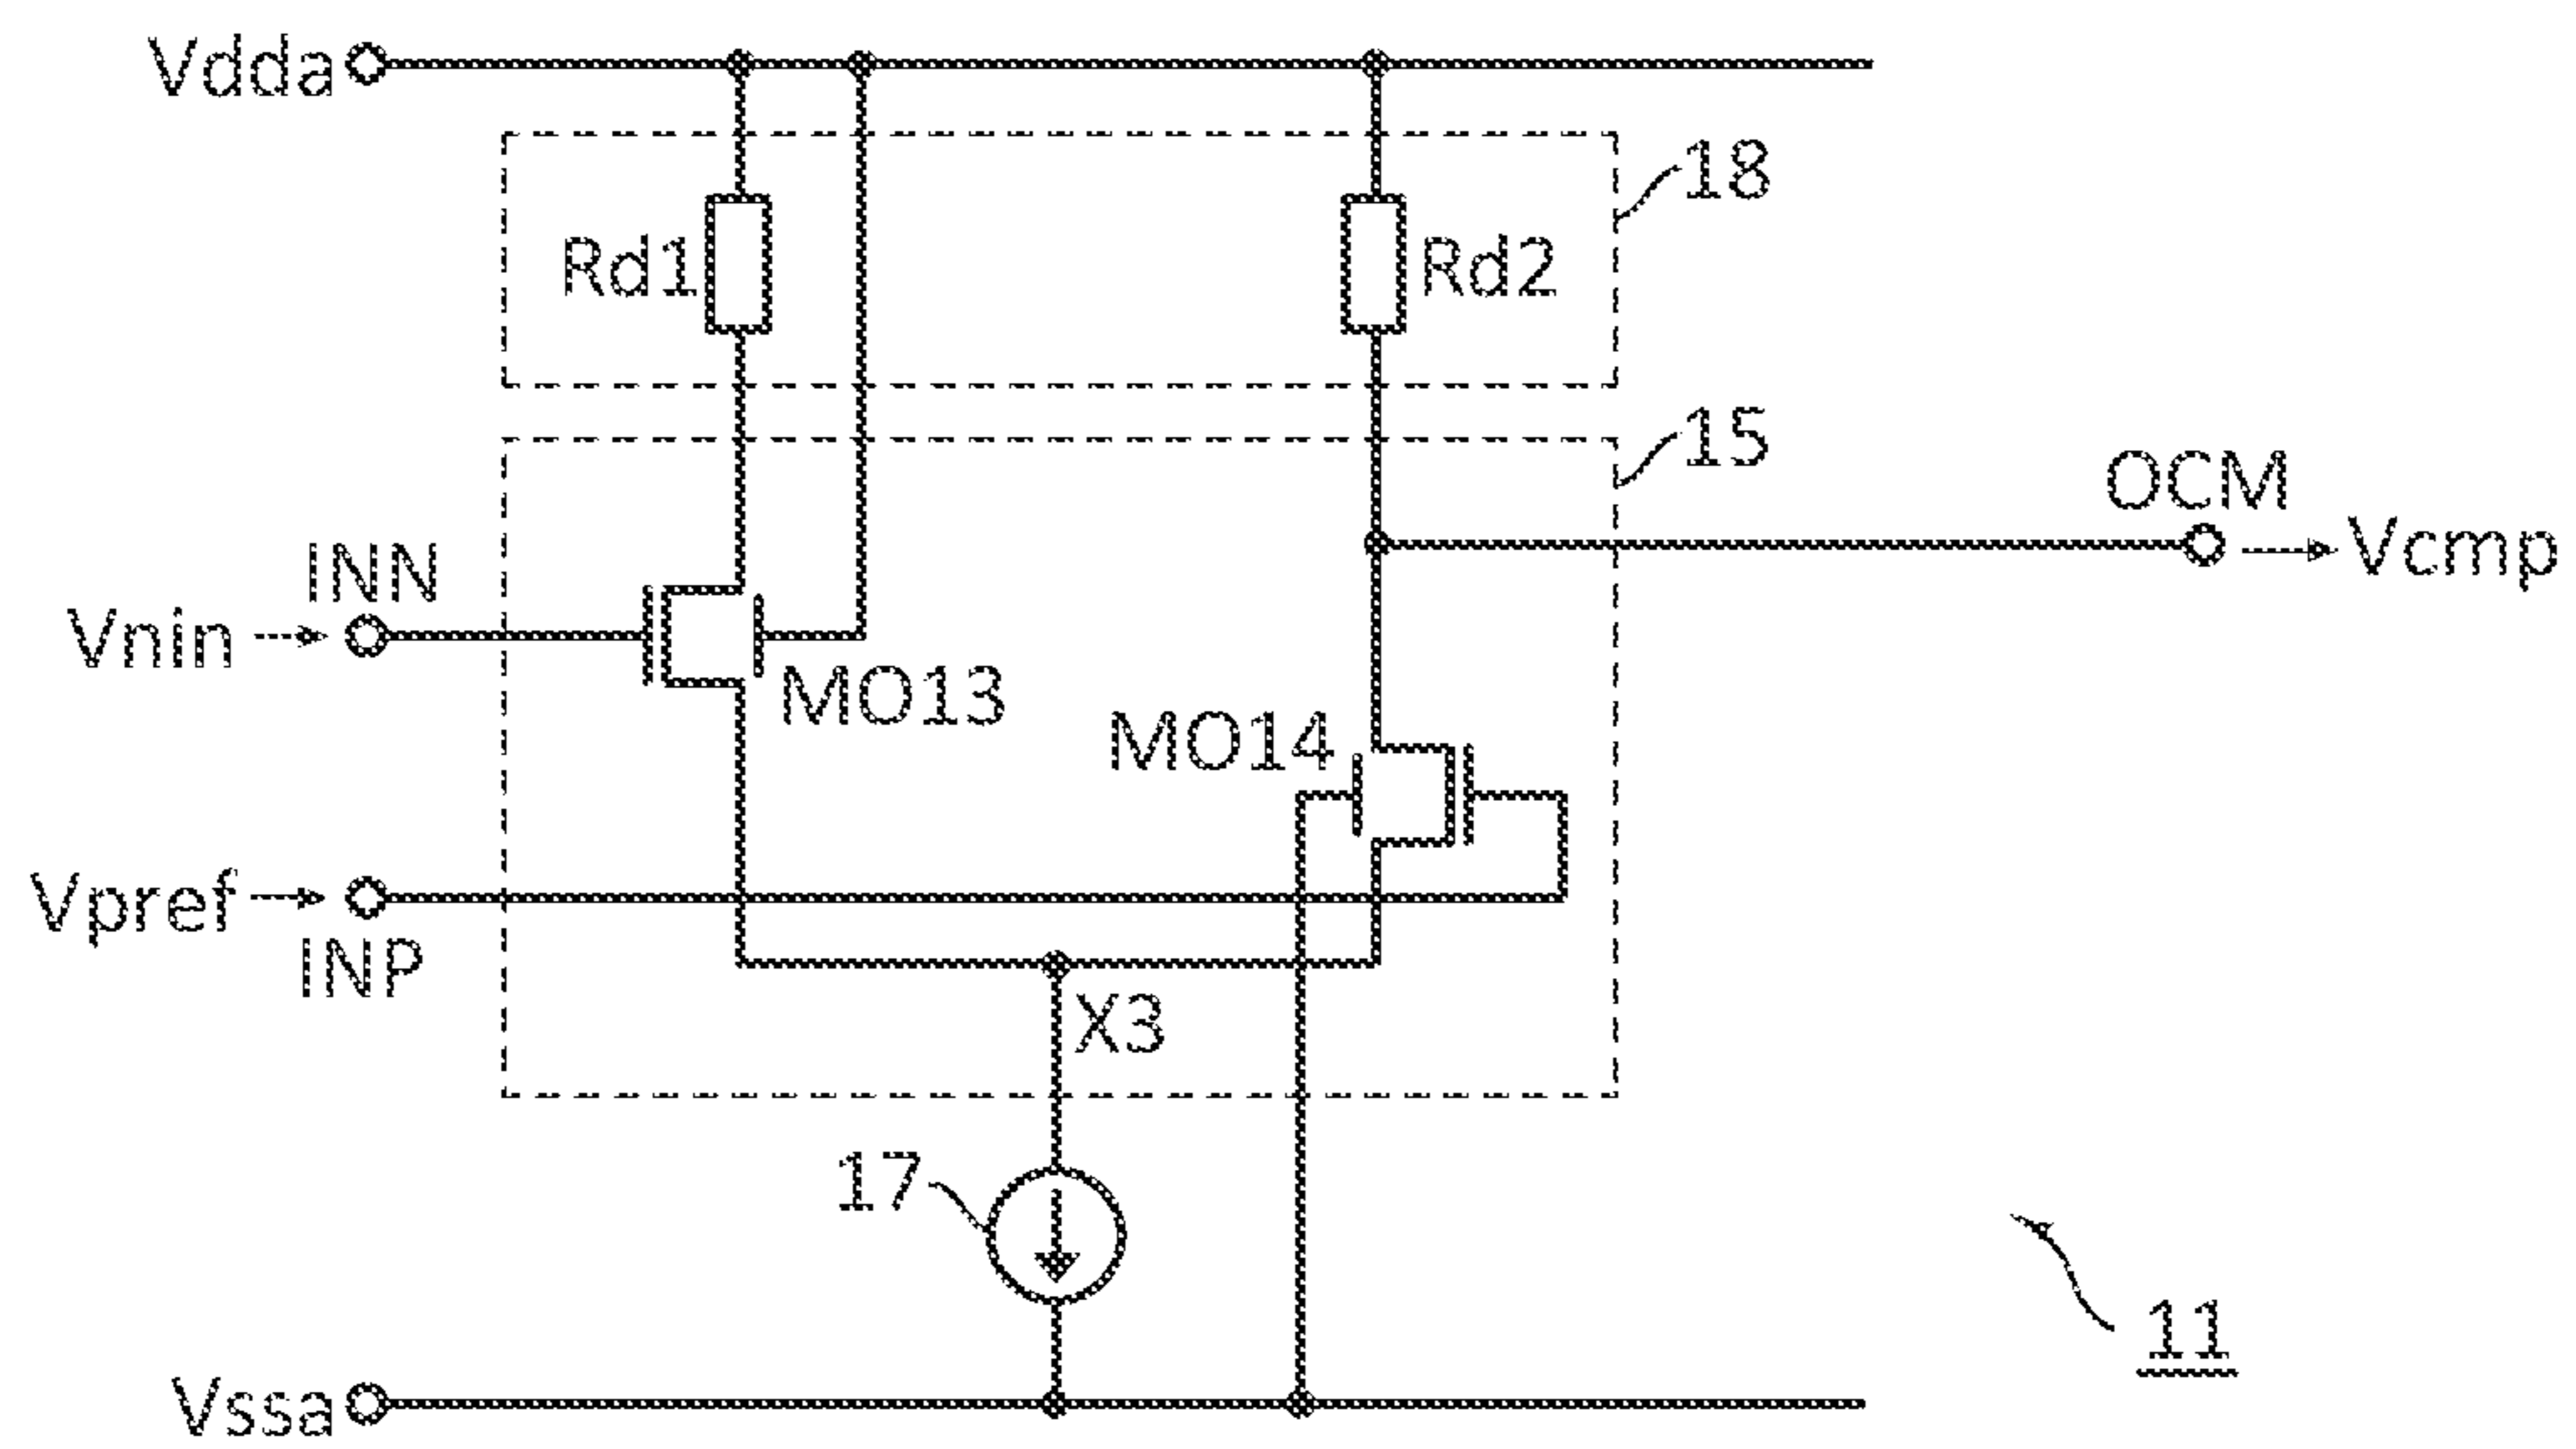 Vdda
18
Rd1
Rd2
15
OCM
Vcmp
INN
Vnin
MO13
MO14
Vpref
INP
X3
17
11
Vssa